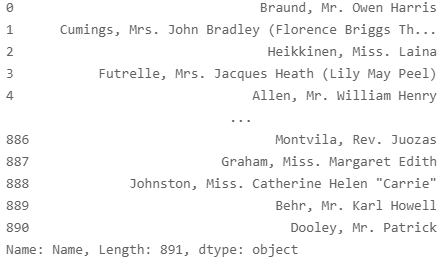 0 Braund, Mr. Owen Harris
1 Cumings, Mrs. John Bradley (Florence Briggs Th...
2 Heikkinen, Miss. Laina
3 Futrelle, Mrs. Jacques Heath (Lily May Peel)
4 Allen, Mr. William Henry
...
886 Montvila, Rev. Juozas
887 Graham, Miss. Margaret Edith
888 Johnston, Miss. Catherine Helen "Carrie"
889 Behr, Mr. Karl Howell
890 Dooley, Mr. Patrick
Name: Name, Length: 891, dtype: object